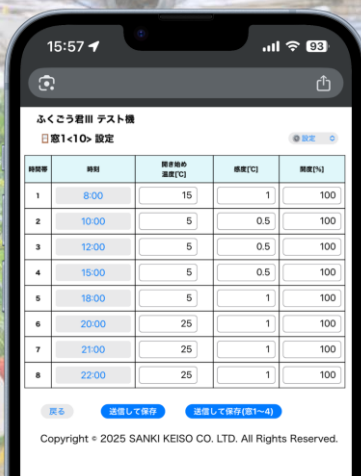 15:57
93
ふくごう君III テスト機
窓1<10> 設定
設定
時間帯 時刻 開き始め温度[℃] 感度[℃] 開度[%]
1 8:00 15 1 100
2 10:00 5 0.5 100
3 12:00 5 0.5 100
4 15:00 5 0.5 100
5 18:00 5 1 100
6 20:00 25 1 100
7 21:00 25 1 100
8 22:00 25 1 100
戻る 送信して保存 送信して保存(窓1〜4)
Copyright © 2025 SANKI KEISO CO. LTD. All Rights Reserved.